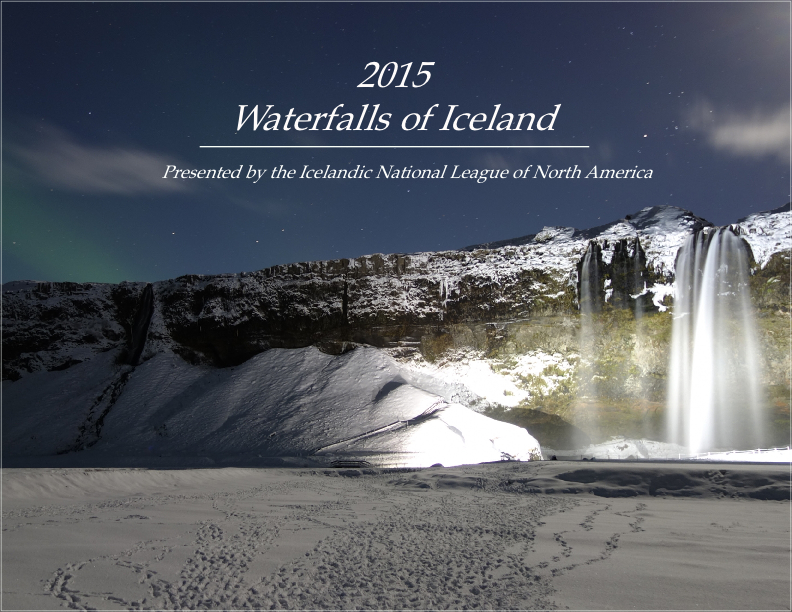 2015
Waterfalls of Iceland
Presented by the Icelandic National League of North America